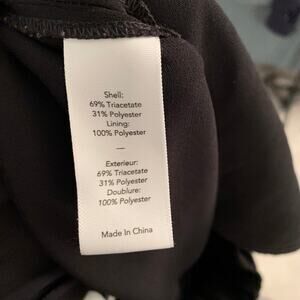 Shell:
69% Triacetate
31% Polyester
Lining:
100% Polyester
—
Exterieur:
69% Triacetate
31% Polyester
Doublure:
100% Polyester
Made In China